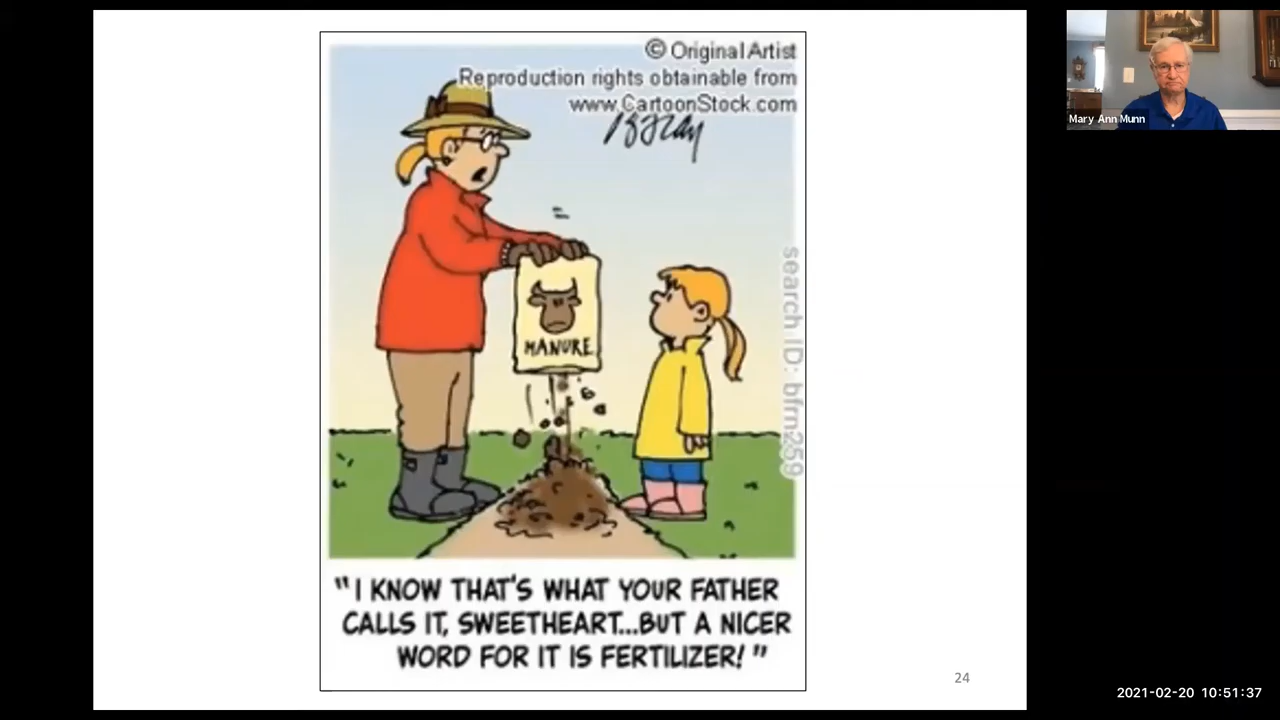 © Original Artist
Reproduction rights obtainable from
www.CartoonStock.com
MANURE
search ID: bfrn259
"I KNOW THAT'S WHAT YOUR FATHER
CALLS IT, SWEETHEART...BUT A NICER
WORD FOR IT IS FERTILIZER!"
24
Mary Ann Munn
2021-02-20 10:51:37